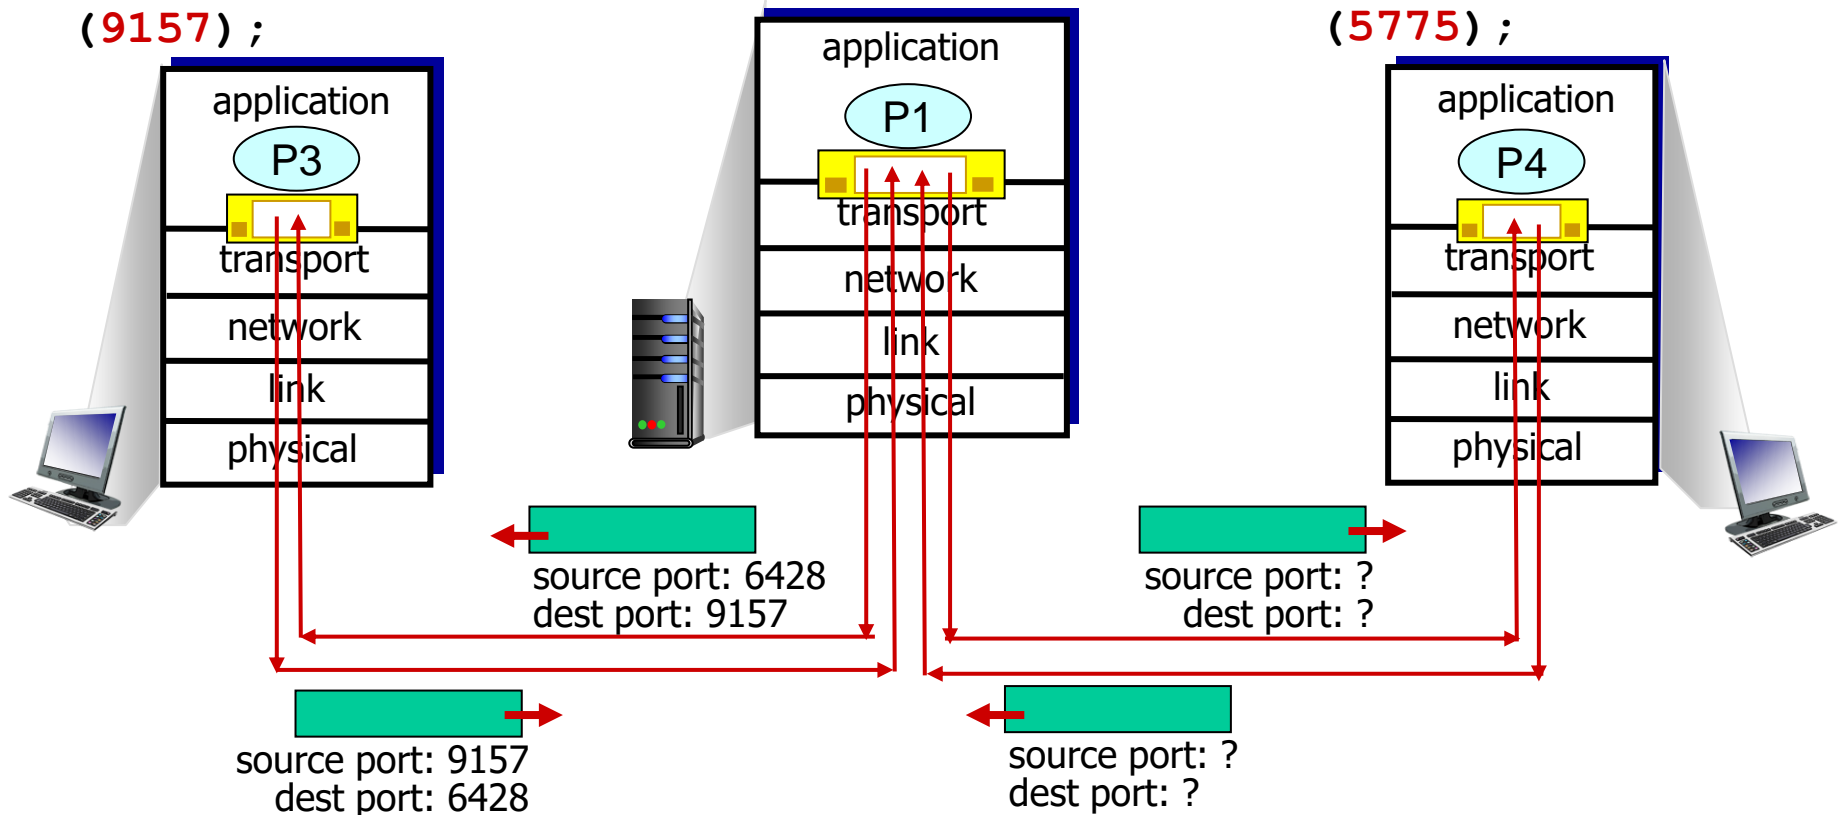 (9157);
(5775);
application
P3
transport
network
link
physical
application
P1
transport
network
link
physical
application
P4
transport
network
link
physical
source port: 6428
dest port: 9157
source port: ?
dest port: ?
source port: 9157
dest port: 6428
source port: ?
dest port: ?